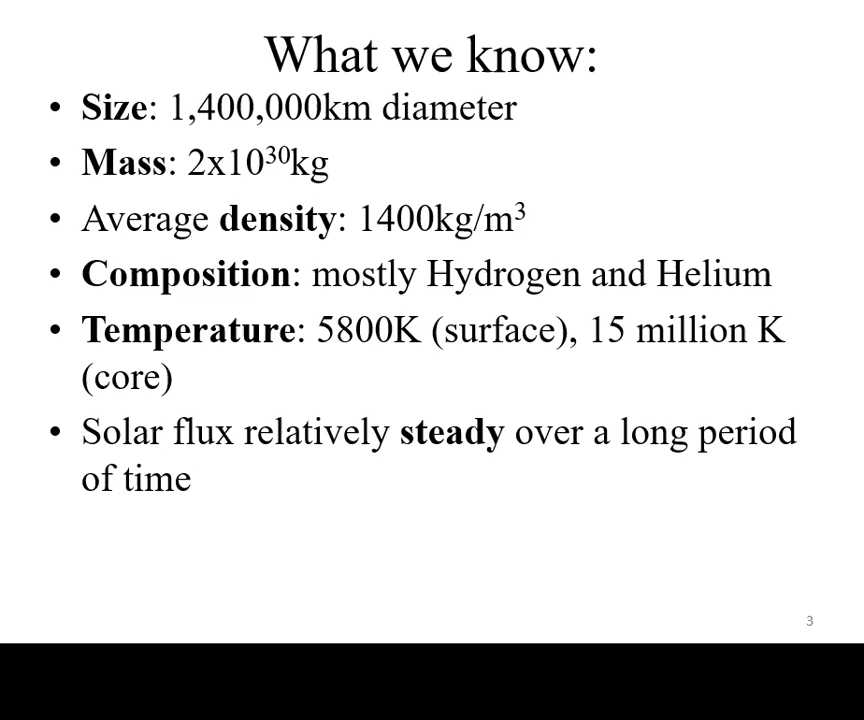 What we know:
• Size: 1,400,000km diameter
• Mass: 2x10³⁰kg
• Average density: 1400kg/m³
• Composition: mostly Hydrogen and Helium
• Temperature: 5800K (surface), 15 million K
(core)
• Solar flux relatively steady over a long period
of time
3